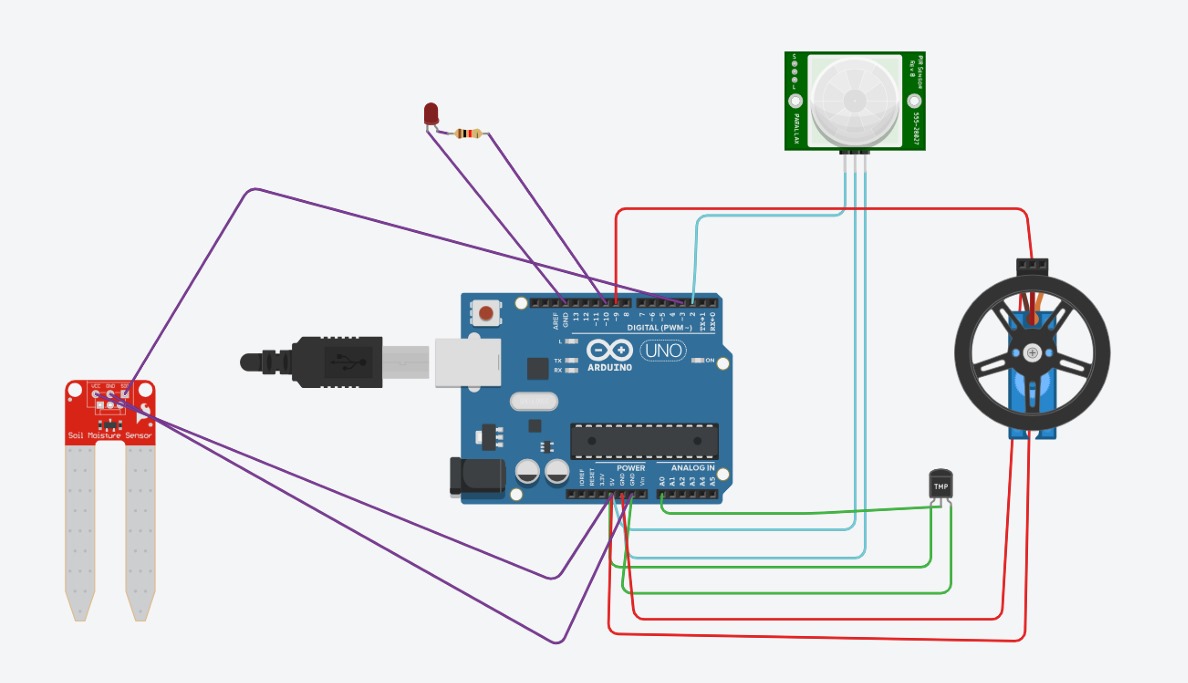 S
L
PARALLAX
PIR Sensor
Rev B
555-28027
AREF
GND
13
12
~11
~10
~9
8
7
~6
~5
4
~3
2
TX→1
RX←0
DIGITAL (PWM~)
L
TX
RX
UNO
ON
ARDUINO
VCC GND SIG
Soil Moisture Sensor
POWER
ANALOG IN
IOREF
RESET
3.3V
5V
GND
GND
Vin
A0
A1
A2
A3
A4
A5
TMP